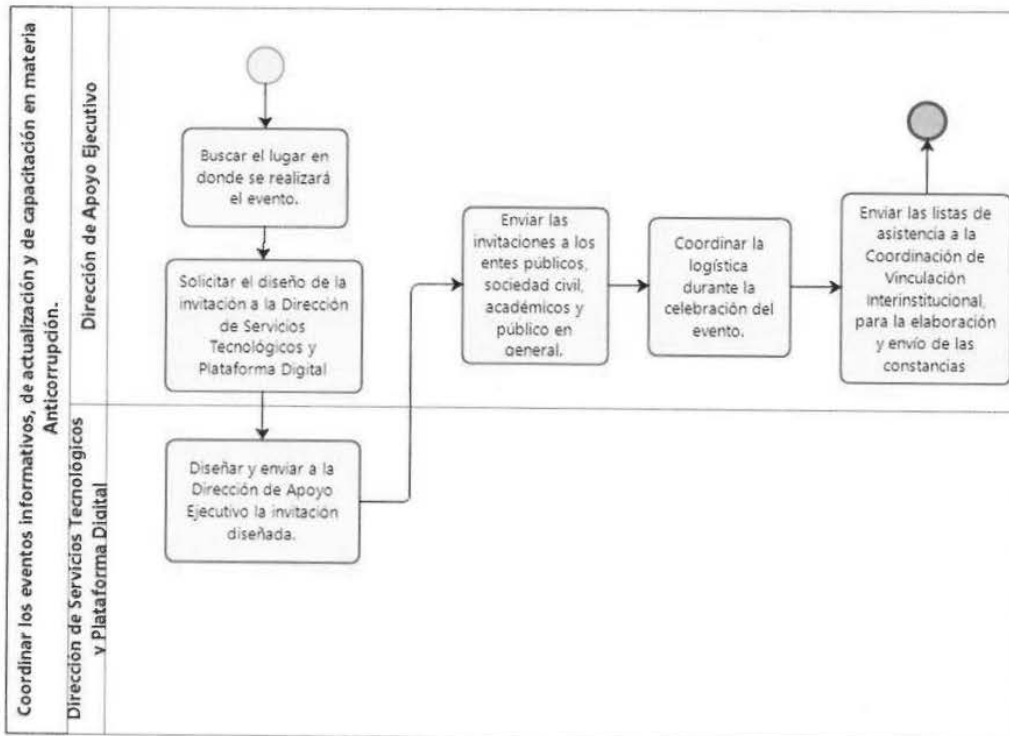 Coordinar los eventos informativos, de actualización y de capacitación en materia
Anticorrupción.
Dirección de Apoyo Ejecutivo
Buscar el lugar en
donde se realizará
el evento.
Solicitar el diseño de la
invitación a la Dirección
de Servicios
Tecnológicos y
Plataforma Digital
Enviar las
invitaciones a los
entes públicos,
sociedad civil,
académicos y
público en
general.
Coordinar la
logística
durante la
celebración del
evento.
Enviar las listas de
asistencia a la
Coordinación de
Vinculación
Interinstitucional,
para la elaboración
y envío de las
constancias
Dirección de Servicios Tecnológicos
y Plataforma Digital
Diseñar y enviar a la
Dirección de Apoyo
Ejecutivo la invitación
diseñada.